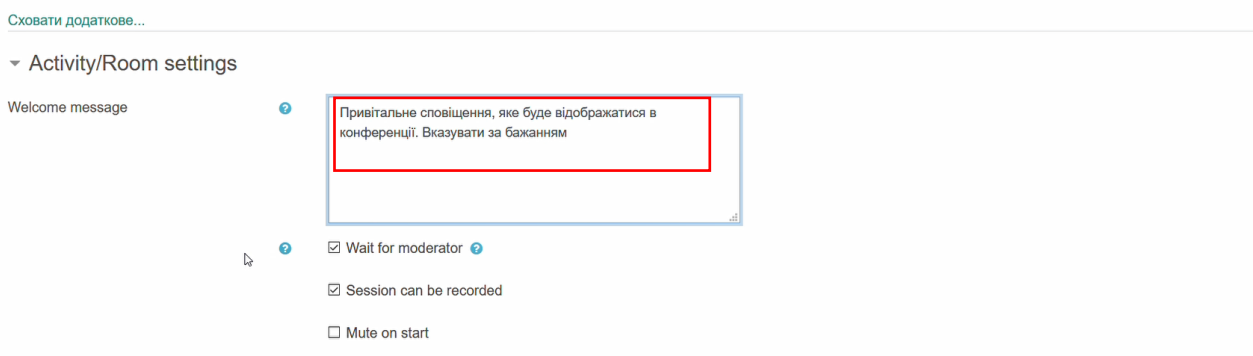 Сховати додаткове...
Activity/Room settings
Welcome message
Привітальне сповіщення, яке буде відображатися в
конференції. Вказувати за бажанням
Wait for moderator
Session can be recorded
Mute on start